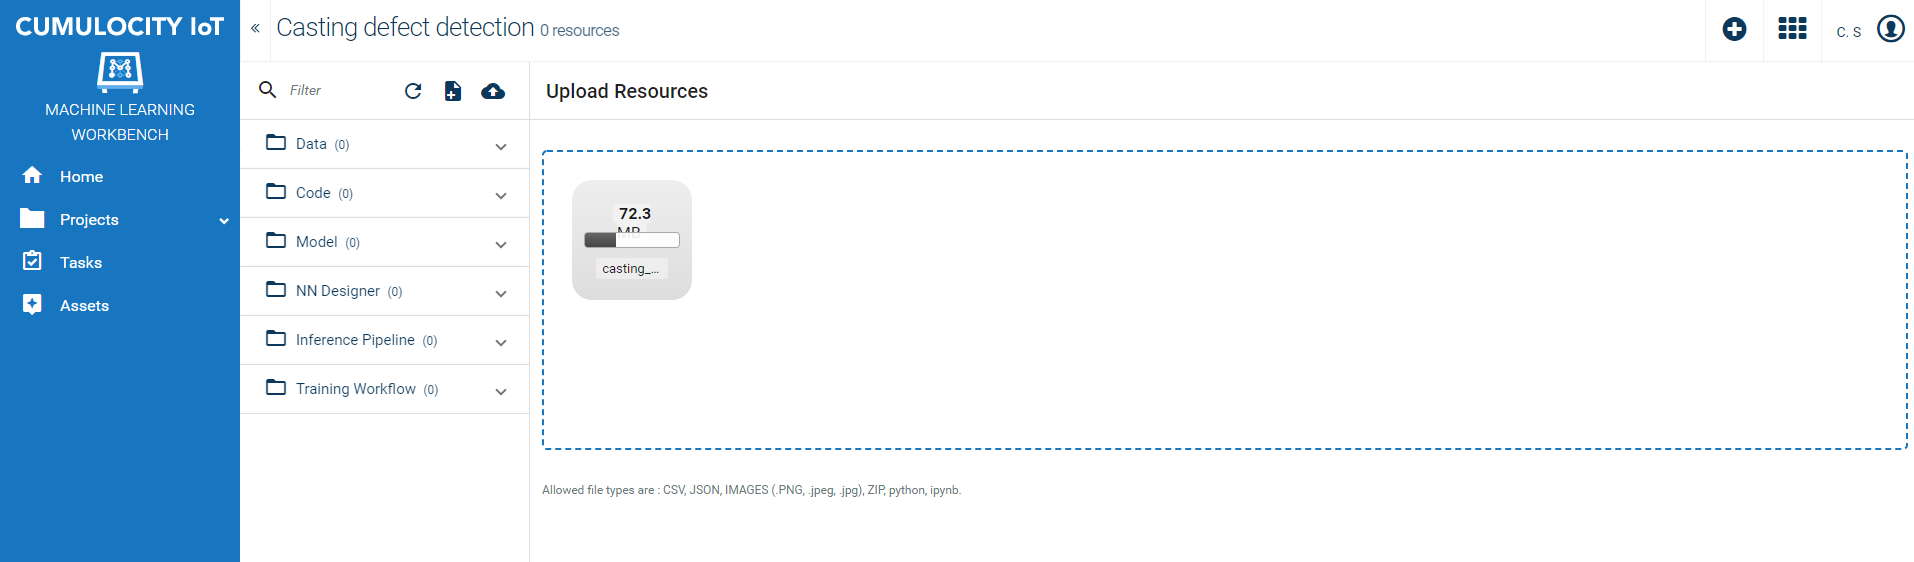 CUMULOCITY IoT
MACHINE LEARNING
WORKBENCH
Home
Projects
Tasks
Assets
«
Casting defect detection 0 resources
C. S
Filter
Data (0)
Code (0)
Model (0)
NN Designer (0)
Inference Pipeline (0)
Training Workflow (0)
Upload Resources
72.3
MB
casting_...
Allowed file types are : CSV, JSON, IMAGES (.PNG, .jpeg, .jpg), ZIP, python, ipynb.